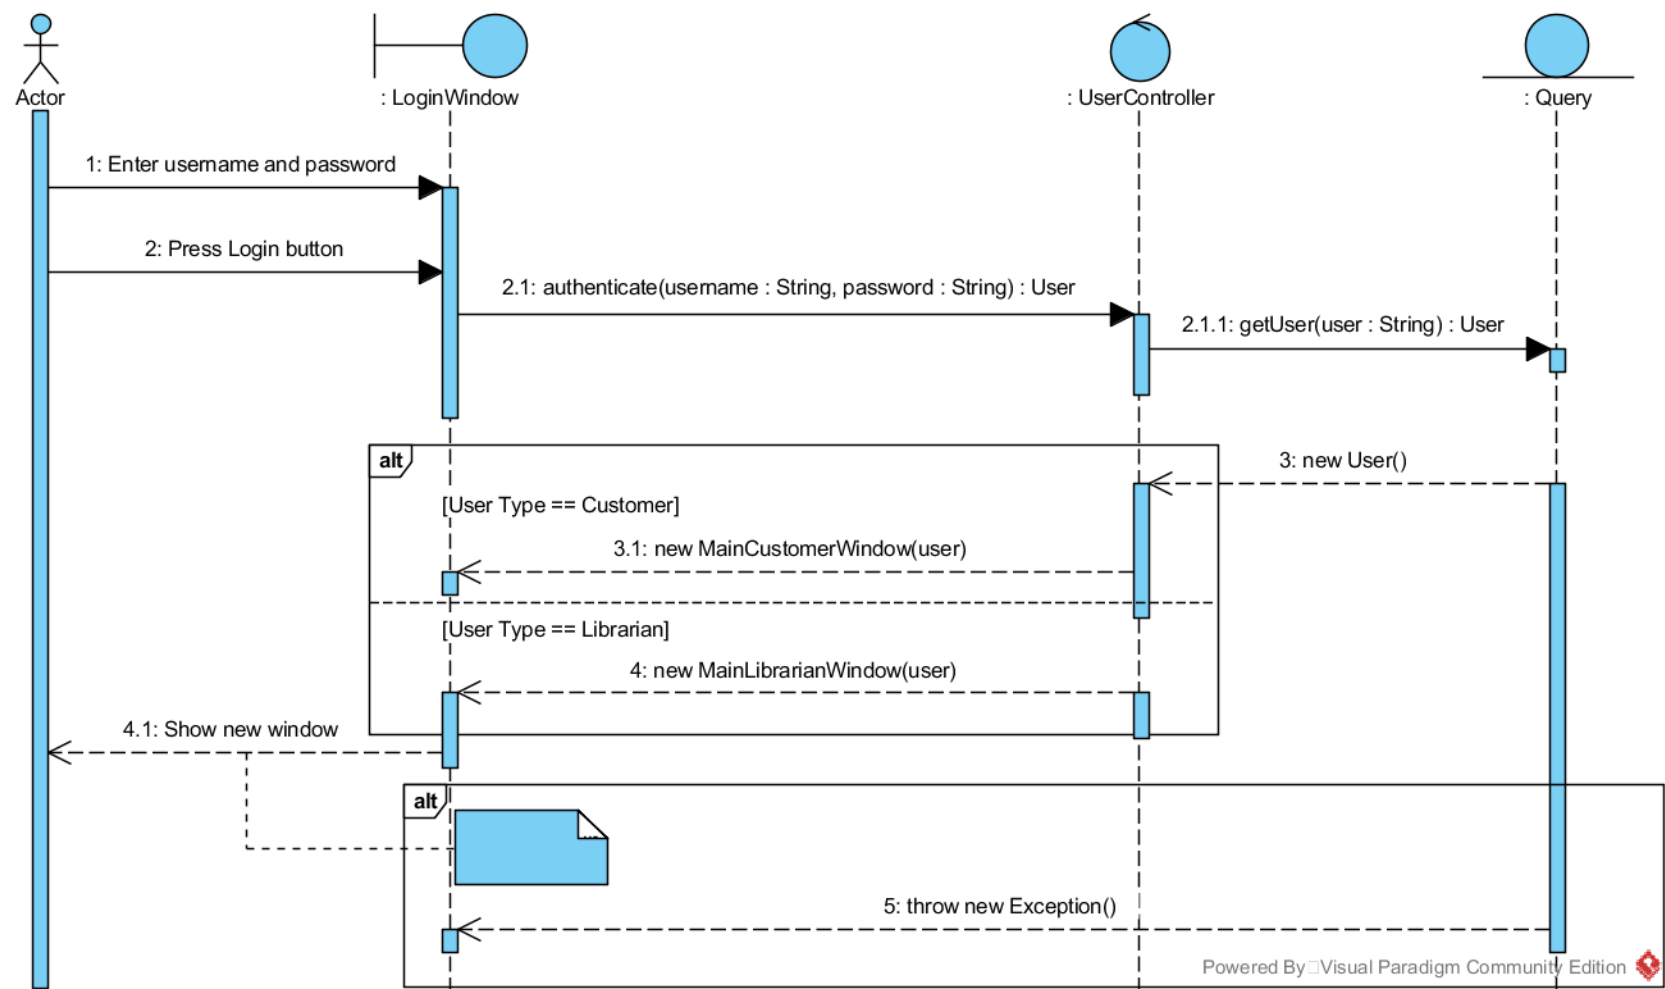 Actor
: LoginWindow
: UserController
: Query
1: Enter username and password
2: Press Login button
2.1: authenticate(username : String, password : String) : User
2.1.1: getUser(user : String) : User
alt
3: new User()
[User Type == Customer]
3.1: new MainCustomerWindow(user)
[User Type == Librarian]
4: new MainLibrarianWindow(user)
4.1: Show new window
alt
5: throw new Exception()
Powered By Visual Paradigm Community Edition